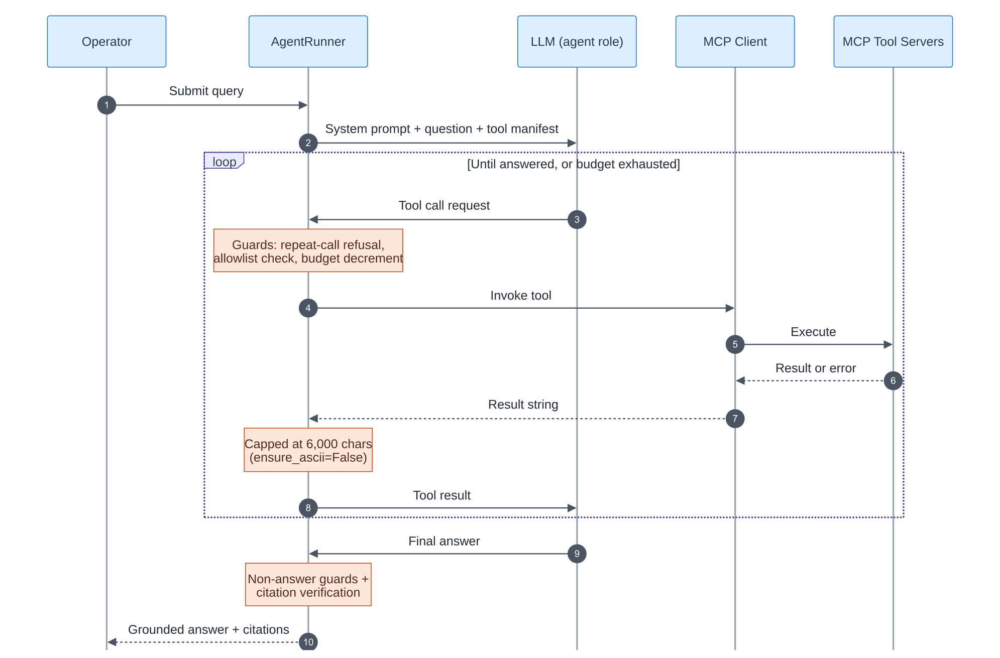 Operator
AgentRunner
LLM (agent role)
MCP Client
MCP Tool Servers
Submit query
1
System prompt + question + tool manifest
2
loop
[Until answered, or budget exhausted]
Tool call request
3
Guards: repeat-call refusal,
allowlist check, budget decrement
Invoke tool
4
Execute
5
Result or error
6
Result string
7
Capped at 6,000 chars
(ensure_ascii=False)
Tool result
8
Final answer
9
Non-answer guards +
citation verification
Grounded answer + citations
10